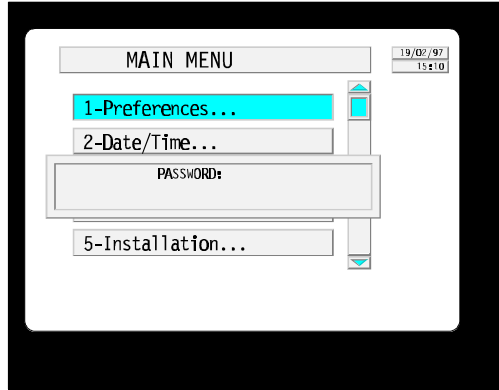 MAIN MENU
19/02/97
15:10
1-Preferences...
2-Date/Time...
PASSWORD:
5-Installation...